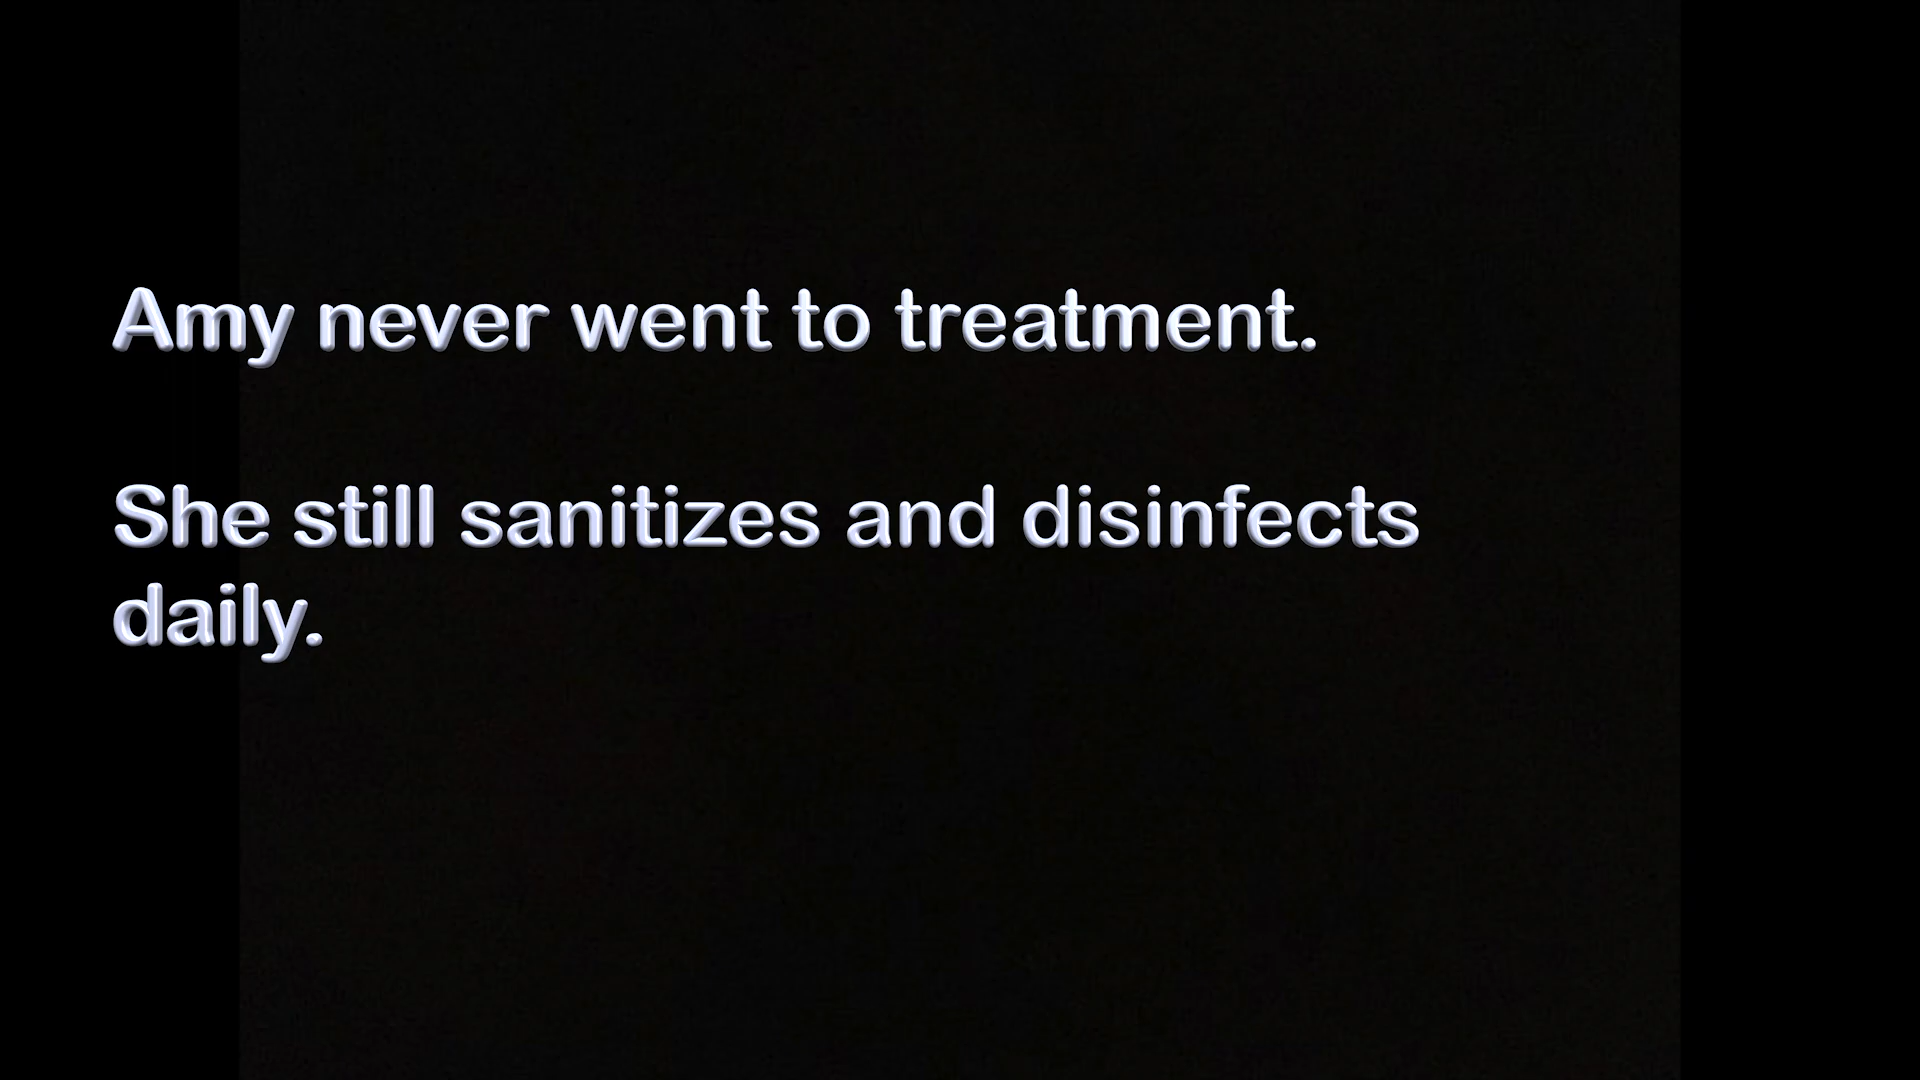 Amy never went to treatment.
She still sanitizes and disinfects
daily.